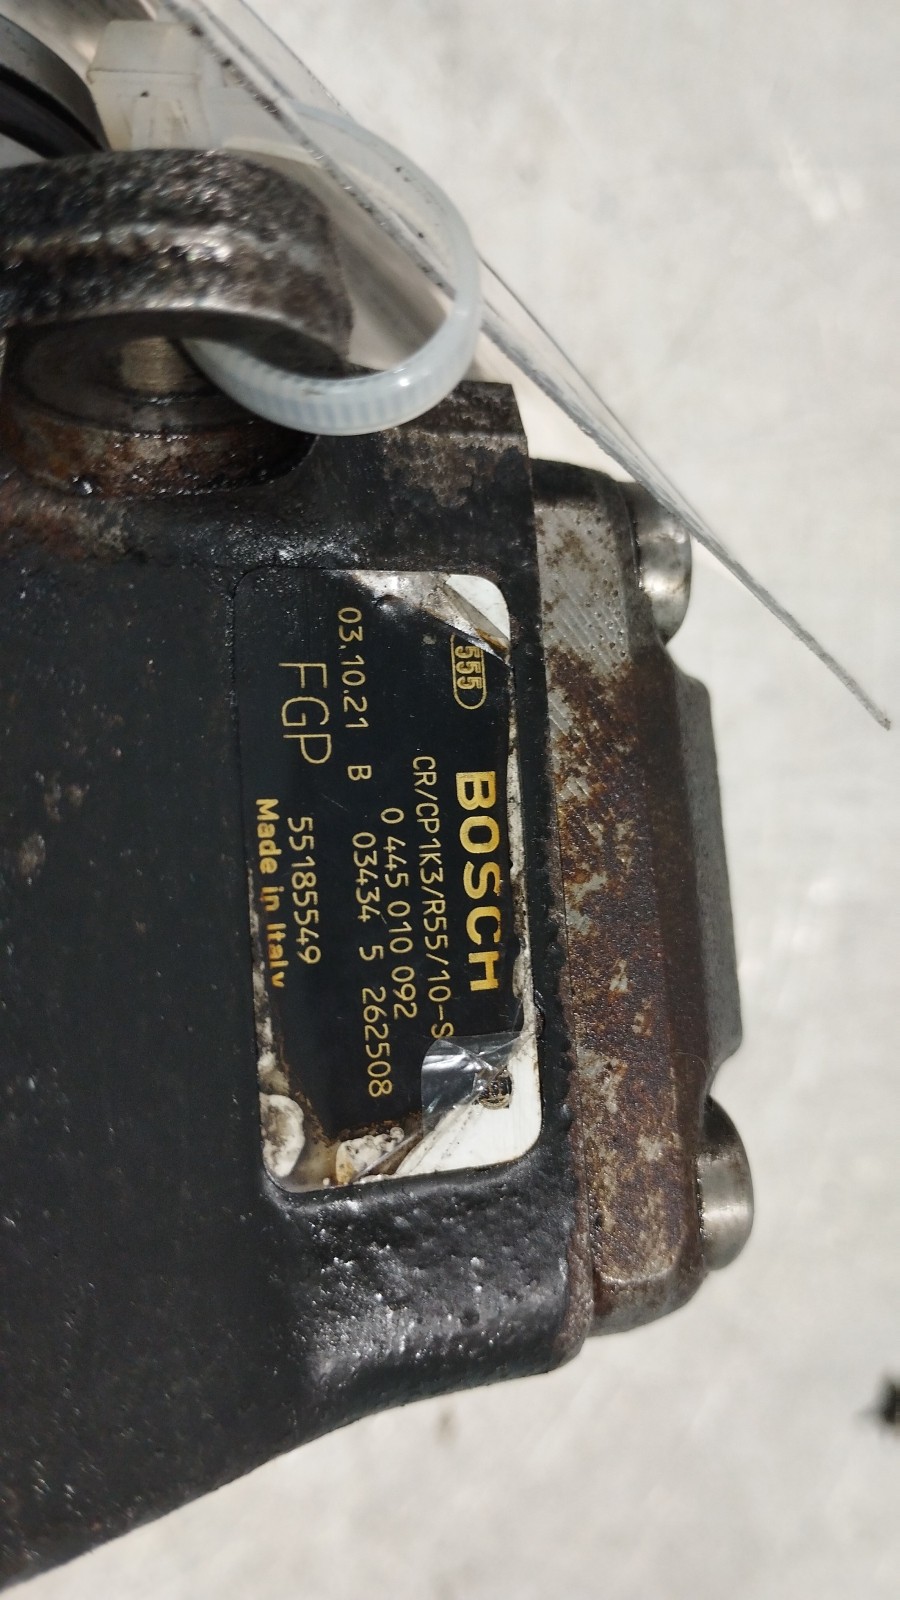 555
BOSCH
CR/CP1K3/R55/10-S
0 445 010 092
03.10.21 B 03434 5 262508
FGP 55185549
Made in Italy